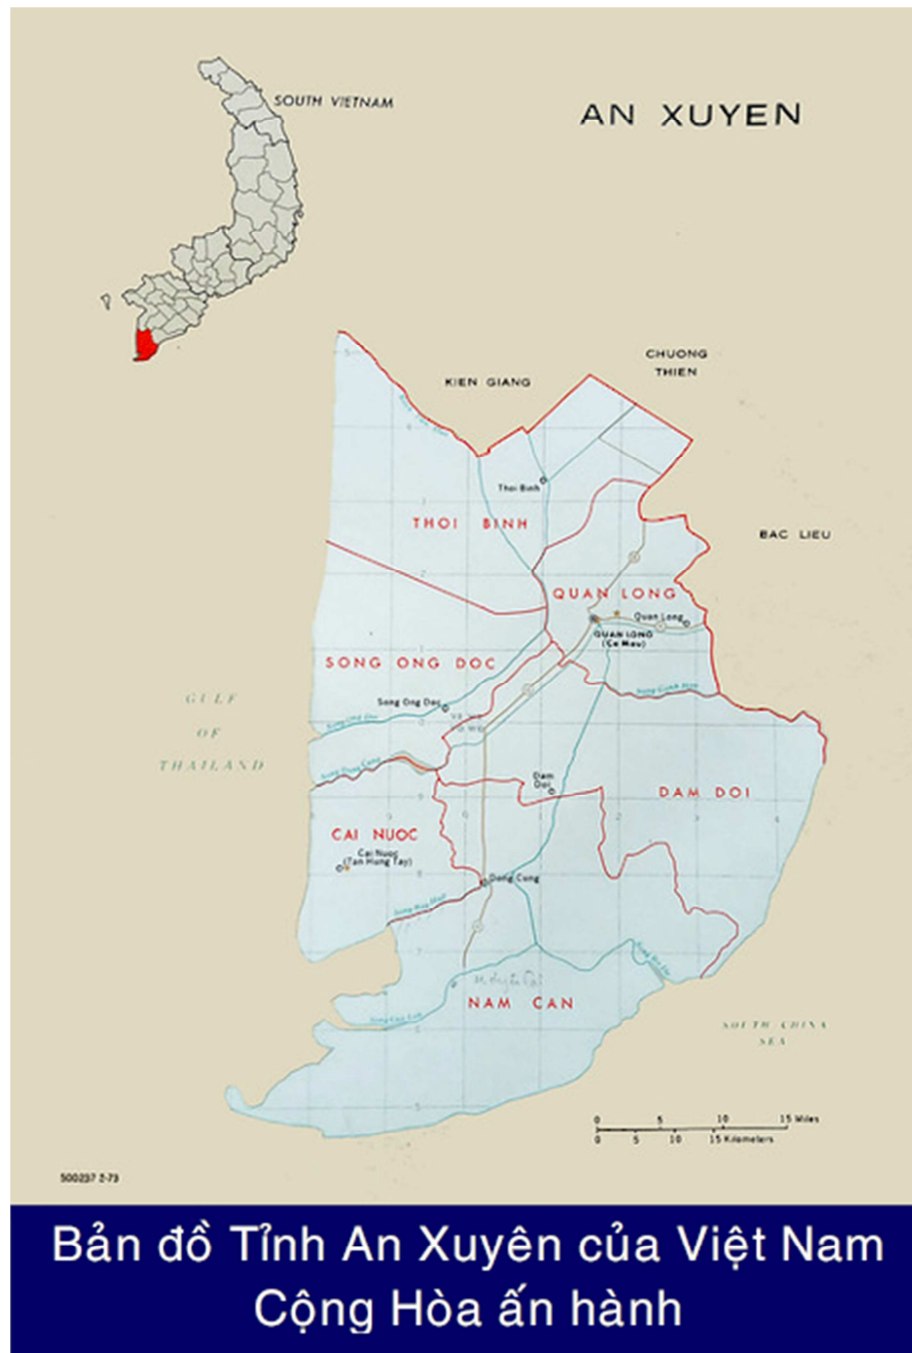 SOUTH VIETNAM
AN XUYEN
CHUONG
THIEN
KIEN GIANG
Thoi Binh
THOI BINH
BAC LIEU
QUAN LONG
Quan Long
QUAN LONG
(Ca Mau)
SONG ONG DOC
Song Ong Doc
Song Ong Doc
GULF
OF
THAILAND
Dam
Doi
DAM DOI
CAI NUOC
Cai Nuoc
(Tan Hung Tay)
Dong Cung
NAM CAN
SOUTH CHINA
SEA
0 5 10 15 Miles
0 5 10 15 Kilometers
500237 2-73
Bản đồ Tỉnh An Xuyên của Việt Nam
Cộng Hòa ấn hành